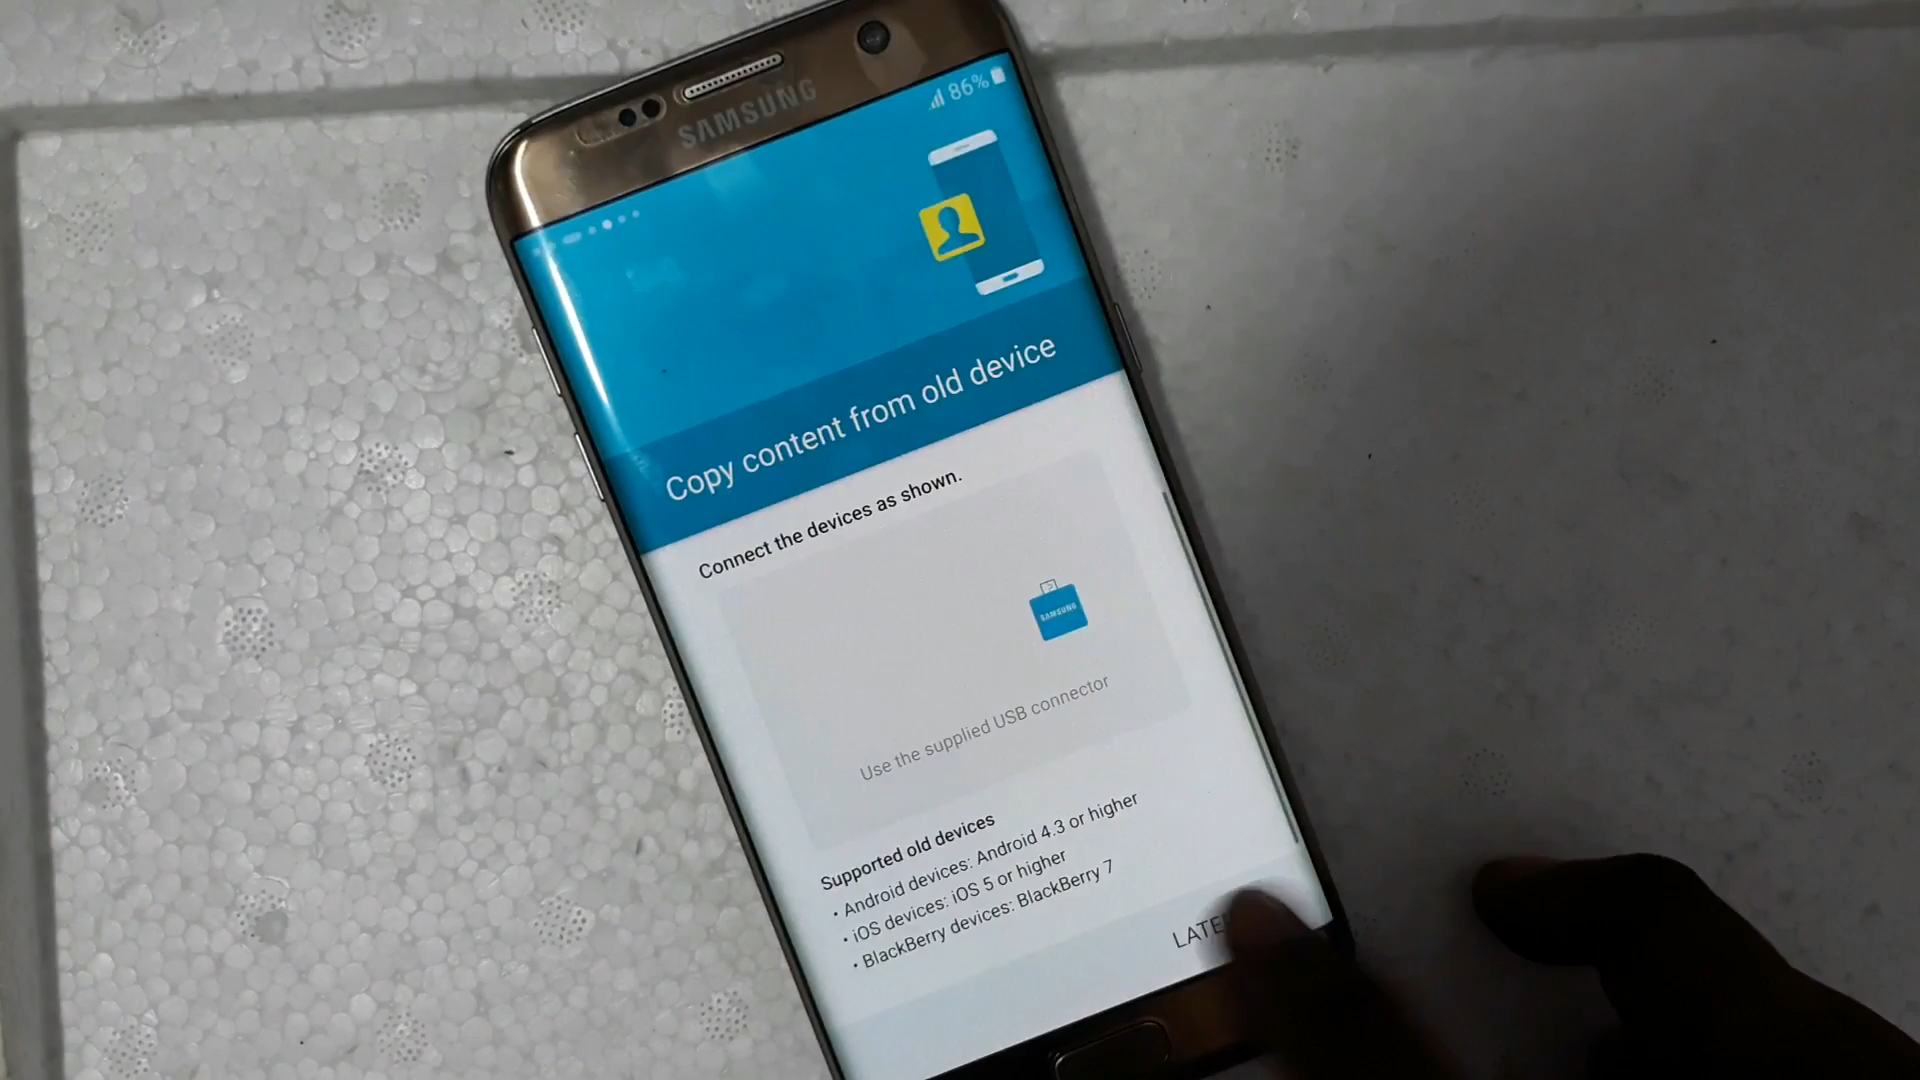 SAMSUNG
86%
Copy content from old device
Connect the devices as shown.
SAMSUNG
Use the supplied USB connector
Supported old devices
• Android devices: Android 4.3 or higher
• iOS devices: iOS 5 or higher
• BlackBerry devices: BlackBerry 7